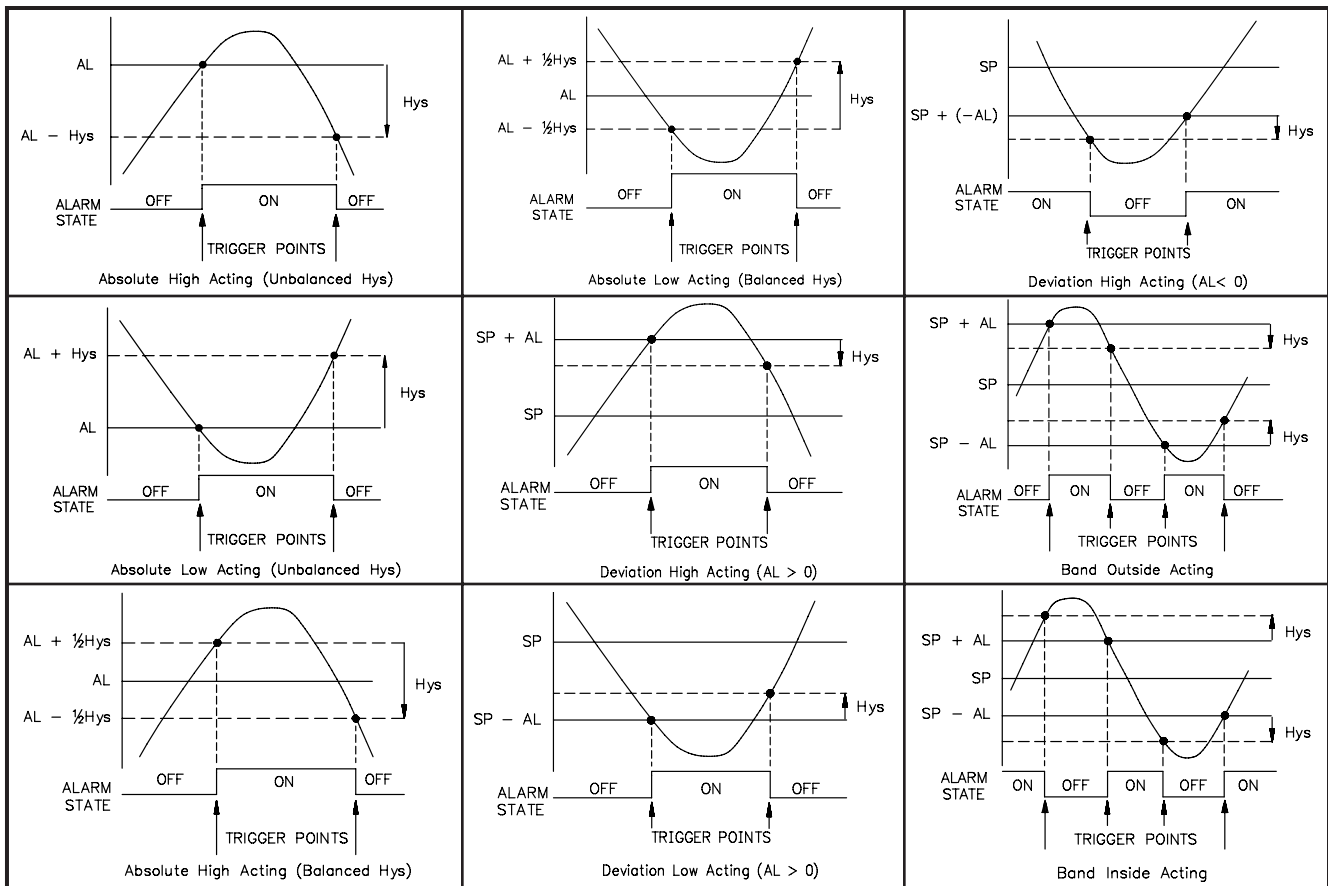 AL
AL - Hys
Hys
ALARM
STATE
OFF
ON
OFF
TRIGGER POINTS
Absolute High Acting (Unbalanced Hys)
AL + ½Hys
AL
AL - ½Hys
Hys
ALARM
STATE
OFF
ON
OFF
TRIGGER POINTS
Absolute Low Acting (Balanced Hys)
SP
SP + (-AL)
Hys
ALARM
STATE
ON
OFF
ON
TRIGGER POINTS
Deviation High Acting (AL< 0)
AL + Hys
AL
Hys
ALARM
STATE
OFF
ON
OFF
TRIGGER POINTS
Absolute Low Acting (Unbalanced Hys)
SP + AL
SP
Hys
ALARM
STATE
OFF
ON
OFF
TRIGGER POINTS
Deviation High Acting (AL > 0)
SP + AL
Hys
SP
SP - AL
Hys
ALARM
STATE
OFF
ON
OFF
ON
OFF
TRIGGER POINTS
Band Outside Acting
AL + ½Hys
AL
AL - ½Hys
Hys
ALARM
STATE
OFF
ON
OFF
TRIGGER POINTS
Absolute High Acting (Balanced Hys)
SP
SP - AL
Hys
ALARM
STATE
OFF
ON
OFF
TRIGGER POINTS
Deviation Low Acting (AL > 0)
Hys
SP + AL
SP
SP - AL
Hys
ALARM
STATE
ON
OFF
ON
OFF
ON
TRIGGER POINTS
Band Inside Acting